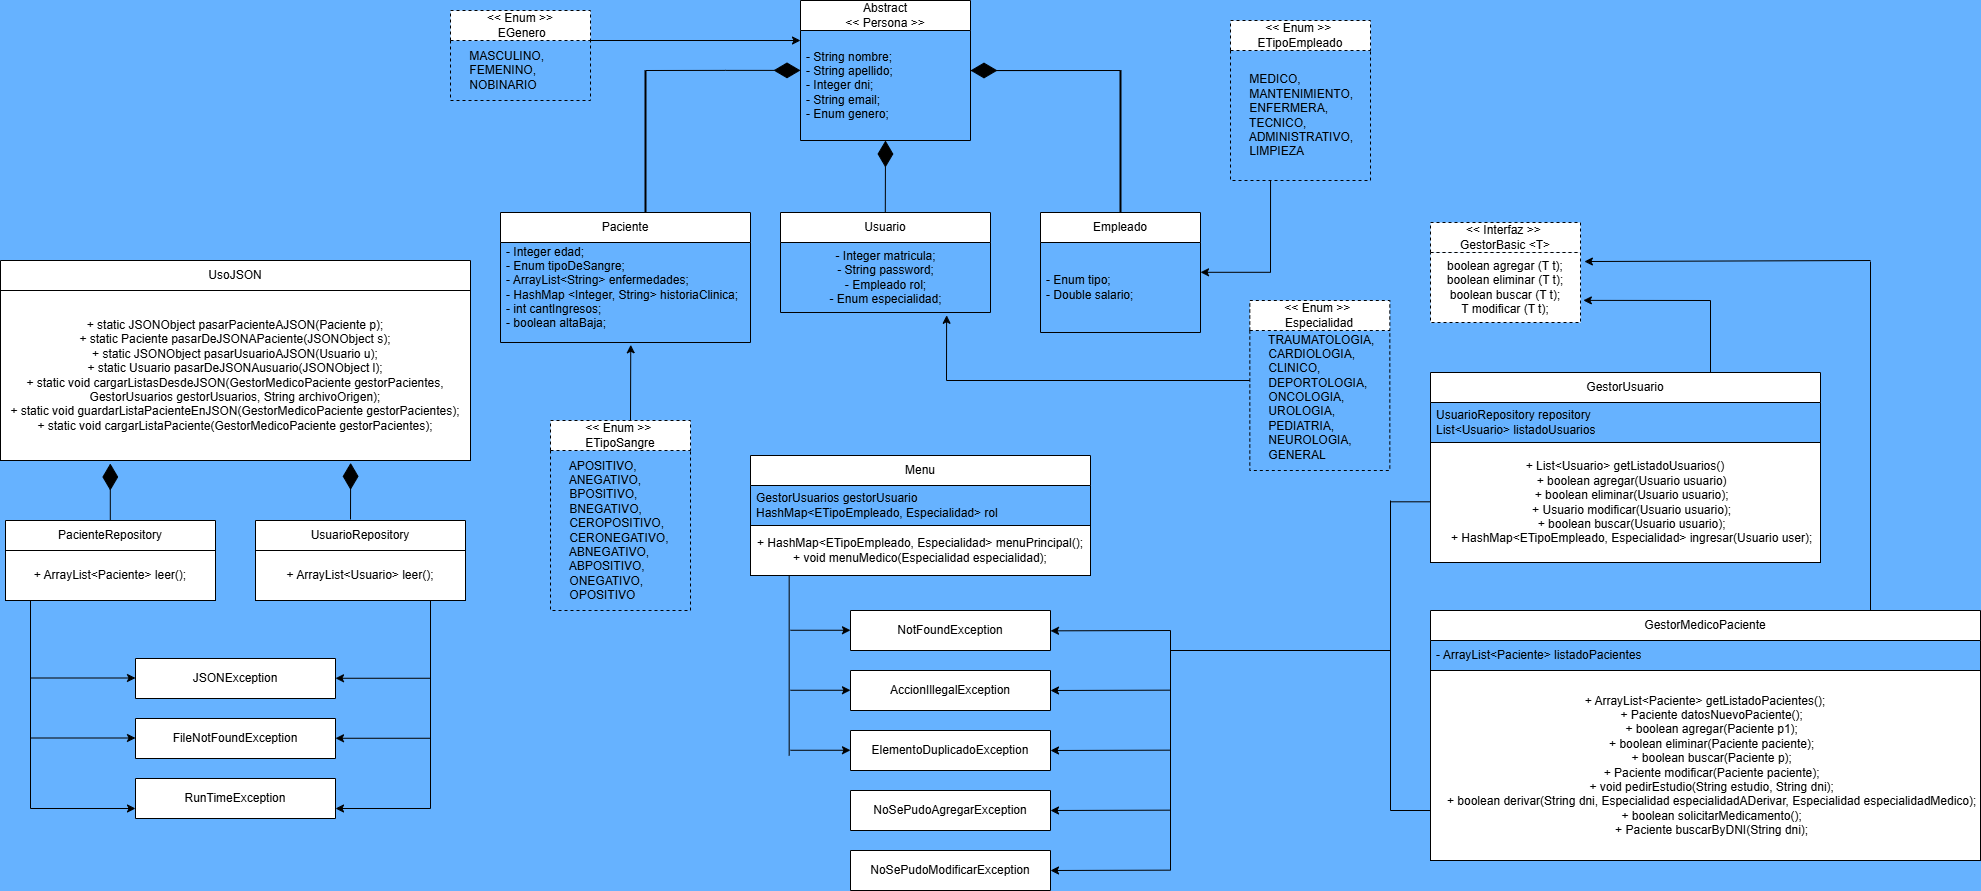 << Enum >>
EGenero
MASCULINO,
FEMENINO,
NOBINARIO
Abstract
<< Persona >>
- String nombre;
- String apellido;
- Integer dni;
- String email;
- Enum genero;
<< Enum >>
ETipoEmpleado
MEDICO,
MANTENIMIENTO,
ENFERMERA,
TECNICO,
ADMINISTRATIVO,
LIMPIEZA
Paciente
- Integer edad;
- Enum tipoDeSangre;
- ArrayList<String> enfermedades;
- HashMap <Integer, String> historiaClinica;
- int cantIngresos;
- boolean altaBaja;
Usuario
- Integer matricula;
- String password;
- Empleado rol;
- Enum especialidad;
Empleado
- Enum tipo;
- Double salario;
<< Interfaz >>
GestorBasic <T>
boolean agregar (T t);
boolean eliminar (T t);
boolean buscar (T t);
T modificar (T t);
UsoJSON
+ static JSONObject pasarPacienteAJSON(Paciente p);
+ static Paciente pasarDeJSONAPaciente(JSONObject s);
+ static JSONObject pasarUsuarioAJSON(Usuario u);
+ static Usuario pasarDeJSONAusuario(JSONObject l);
+ static void cargarListasDesdeJSON(GestorMedicoPaciente gestorPacientes,
GestorUsuarios gestorUsuarios, String archivoOrigen);
+ static void guardarListaPacienteEnJSON(GestorMedicoPaciente gestorPacientes);
+ static void cargarListaPaciente(GestorMedicoPaciente gestorPacientes);
<< Enum >>
Especialidad
TRAUMATOLOGIA,
CARDIOLOGIA,
CLINICO,
DEPORTOLOGIA,
ONCOLOGIA,
UROLOGIA,
PEDIATRIA,
NEUROLOGIA,
GENERAL
GestorUsuario
UsuarioRepository repository
List<Usuario> listadoUsuarios
+ List<Usuario> getListadoUsuarios()
+ boolean agregar(Usuario usuario)
+ boolean eliminar(Usuario usuario);
+ Usuario modificar(Usuario usuario);
+ boolean buscar(Usuario usuario);
+ HashMap<ETipoEmpleado, Especialidad> ingresar(Usuario user);
<< Enum >>
ETipoSangre
APOSITIVO,
ANEGATIVO,
BPOSITIVO,
BNEGATIVO,
CEROPOSITIVO,
CERONEGATIVO,
ABNEGATIVO,
ABPOSITIVO,
ONEGATIVO,
OPOSITIVO
Menu
GestorUsuarios gestorUsuario
HashMap<ETipoEmpleado, Especialidad> rol
+ HashMap<ETipoEmpleado, Especialidad> menuPrincipal();
+ void menuMedico(Especialidad especialidad);
PacienteRepository
+ ArrayList<Paciente> leer();
UsuarioRepository
+ ArrayList<Usuario> leer();
JSONException
FileNotFoundException
RunTimeException
NotFoundException
AccionIllegalException
ElementoDuplicadoException
NoSePudoAgregarException
NoSePudoModificarException
GestorMedicoPaciente
- ArrayList<Paciente> listadoPacientes
+ ArrayList<Paciente> getListadoPacientes();
+ Paciente datosNuevoPaciente();
+ boolean agregar(Paciente p1);
+ boolean eliminar(Paciente paciente);
+ boolean buscar(Paciente p);
+ Paciente modificar(Paciente paciente);
+ void pedirEstudio(String estudio, String dni);
+ boolean derivar(String dni, Especialidad especialidadADerivar, Especialidad especialidadMedico);
+ boolean solicitarMedicamento();
+ Paciente buscarByDNI(String dni);